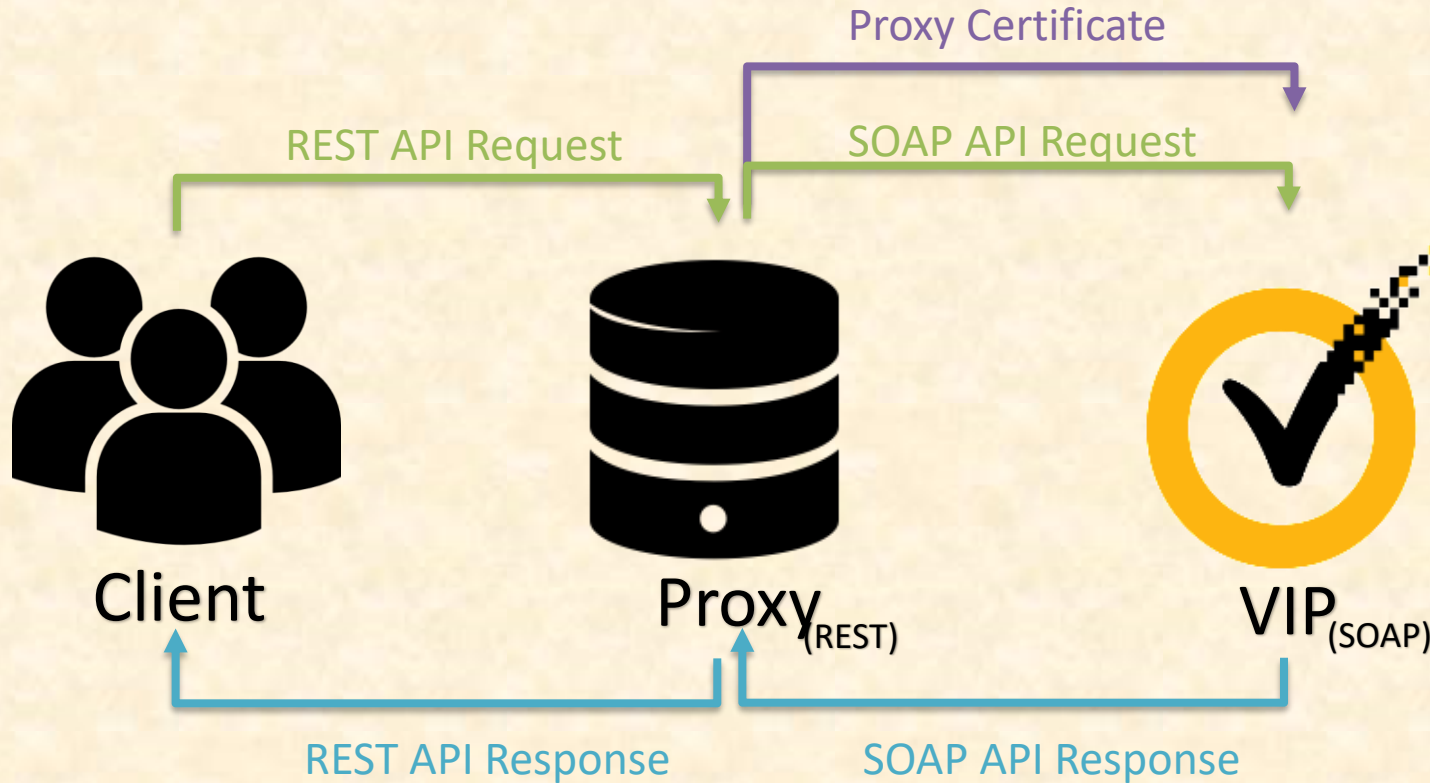 Proxy Certificate
REST API Request
SOAP API Request
Client
Proxy(REST)
VIP(SOAP)
REST API Response
SOAP API Response